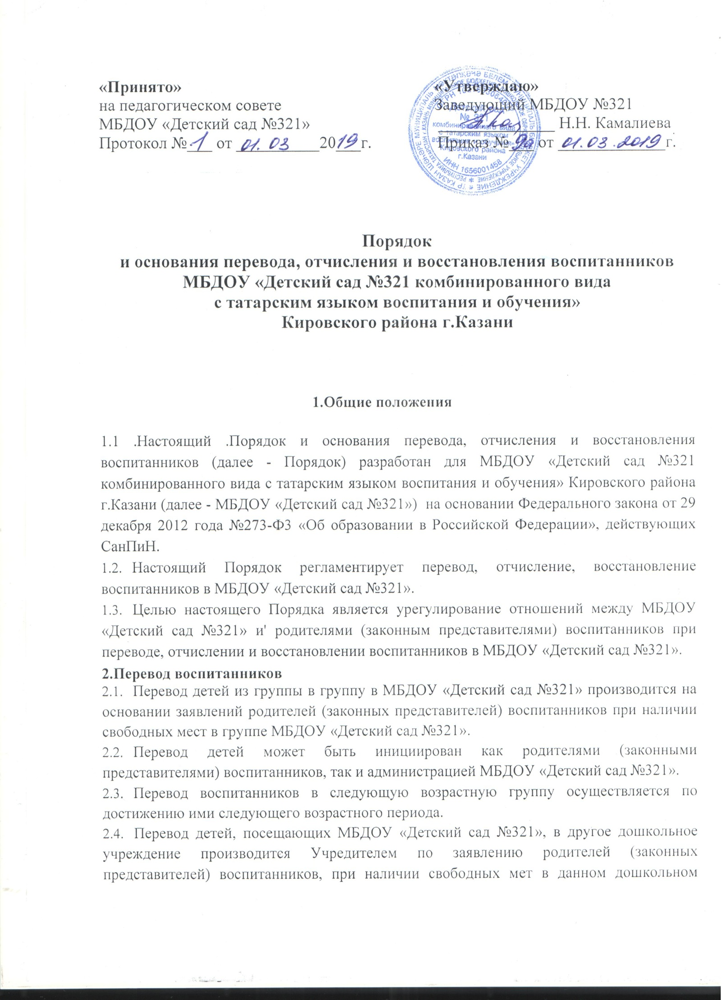 «Принято»
на педагогическом совете
МБДОУ «Детский сад №321»
Протокол № 1 от 01.03 2019г.
«Утверждаю»
Заведующий МБДОУ №321
Н.Н. Камалиева
Приказ № 9а от 01.03.2019г.
Детский сад
№ 321
комбинированного вида
с татарским языком
воспитания и обучения»
Кировского района
г.Казани
ИНН 1656001458
Порядок
и основания перевода, отчисления и восстановления воспитанников
МБДОУ «Детский сад №321 комбинированного вида
с татарским языком воспитания и обучения»
Кировского района г.Казани
1.Общие положения
1.1 .Настоящий .Порядок и основания перевода, отчисления и восстановления
воспитанников (далее - Порядок) разработан для МБДОУ «Детский сад №321
комбинированного вида с татарским языком воспитания и обучения» Кировского района
г.Казани (далее - МБДОУ «Детский сад №321») на основании Федерального закона от 29
декабря 2012 года №273-ФЗ «Об образовании в Российской Федерации», действующих
СанПиН.
1.2. Настоящий Порядок регламентирует перевод, отчисление, восстановление
воспитанников в МБДОУ «Детский сад №321».
1.3. Целью настоящего Порядка является урегулирование отношений между МБДОУ
«Детский сад №321» и' родителями (законным представителями) воспитанников при
переводе, отчислении и восстановлении воспитанников в МБДОУ «Детский сад №321».
2.Перевод воспитанников
2.1. Перевод детей из группы в группу в МБДОУ «Детский сад №321» производится на
основании заявлений родителей (законных представителей) воспитанников при наличии
свободных мест в группе МБДОУ «Детский сад №321».
2.2. Перевод детей может быть инициирован как родителями (законными
представителями) воспитанников, так и администрацией МБДОУ «Детский сад №321».
2.3. Перевод воспитанников в следующую возрастную группу осуществляется по
достижению ими следующего возрастного периода.
2.4. Перевод детей, посещающих МБДОУ «Детский сад №321», в другое дошкольное
учреждение производится Учредителем по заявлению родителей (законных
представителей) воспитанников, при наличии свободных мет в данном дошкольном